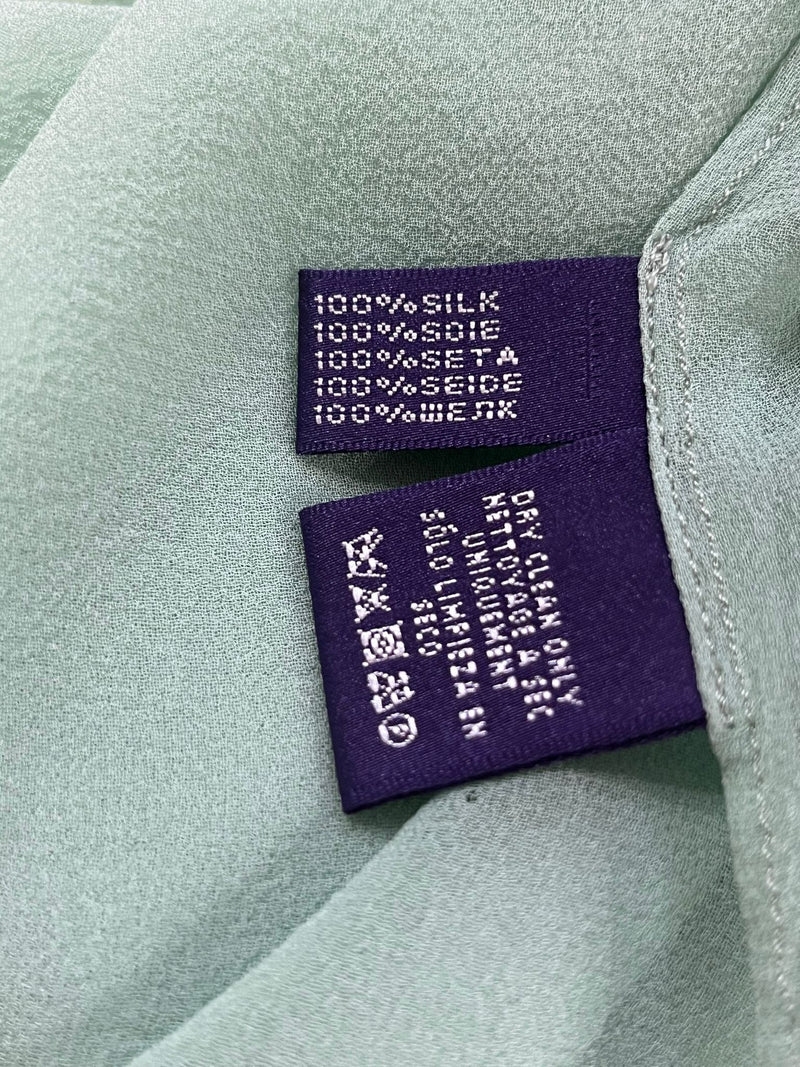 100%SILK
100%SOIE
100%SETA
100%SEIDE
100%ШЕЛК
DRY CLEAN ONLY
NETTOYAGE A SEC
UNIQUEMENT
SÓLO LIMPIEZA EN
SECO
P